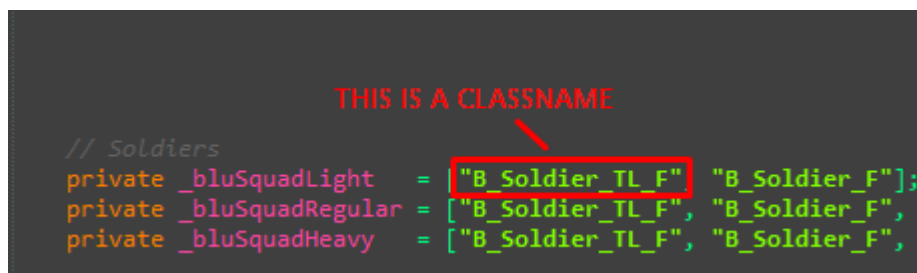 THIS IS A CLASSNAME
// Soldiers
private _bluSquadLight = ["B_Soldier_TL_F", "B_Soldier_F"];
private _bluSquadRegular = ["B_Soldier_TL_F", "B_Soldier_F",
private _bluSquadHeavy = ["B_Soldier_TL_F", "B_Soldier_F",